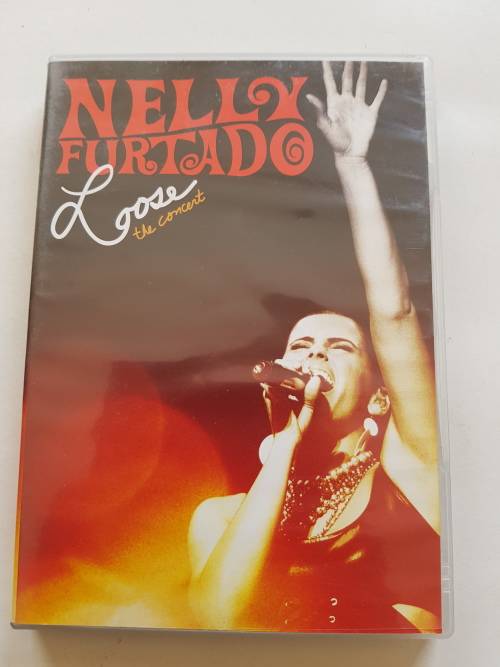 NELLY
FURTADO
Loose
the concert